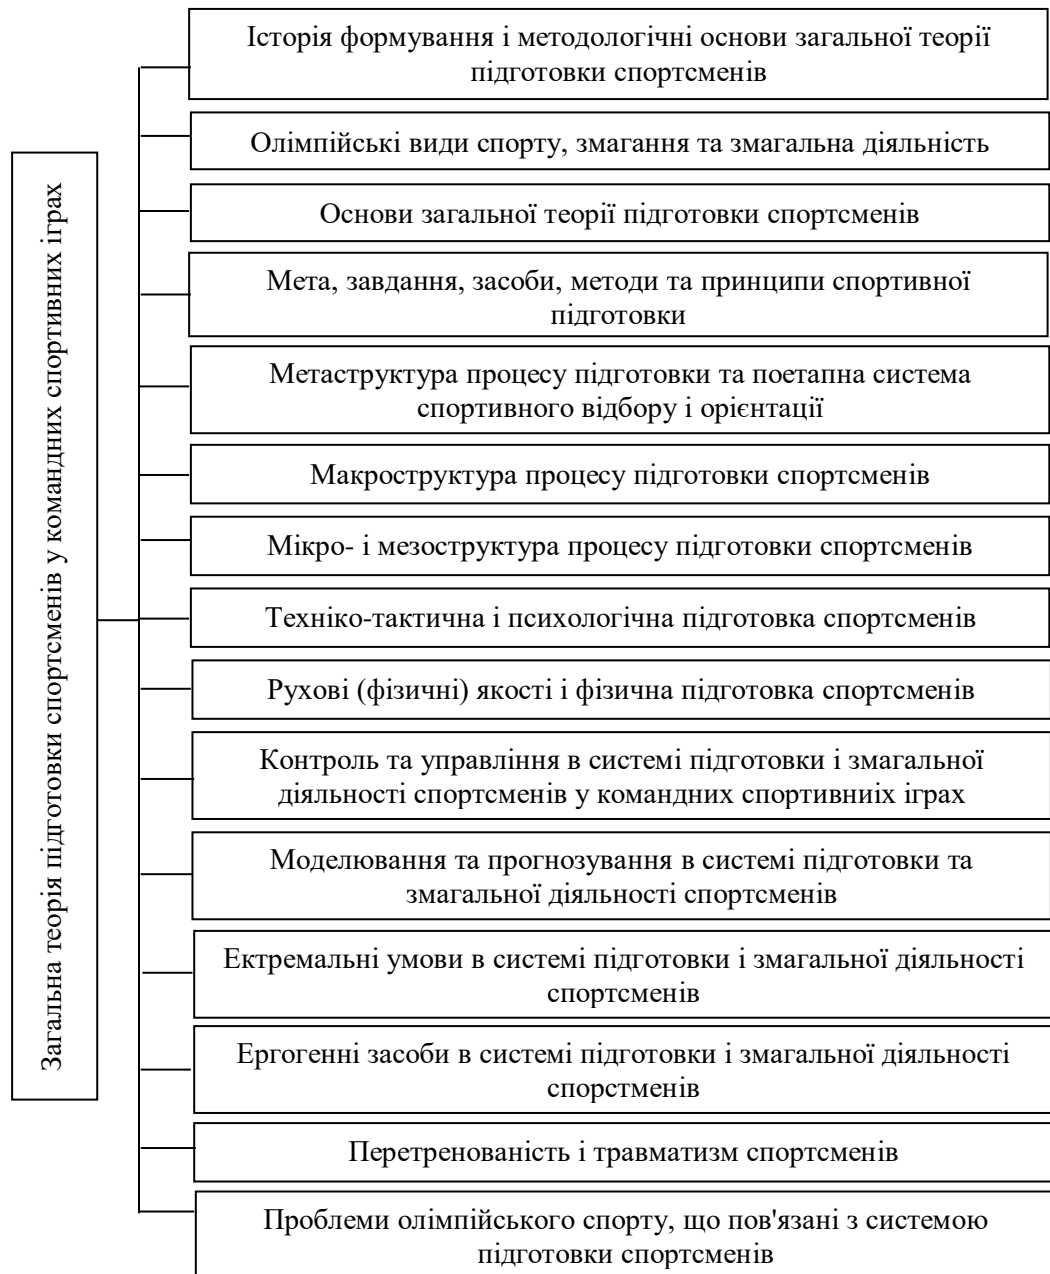 Загальна теорія підготовки спортсменів у командних спортивних іграх
Історія формування і методологічні основи загальної теорії
підготовки спортсменів
Олімпійські види спорту, змагання та змагальна діяльність
Основи загальної теорії підготовки спортсменів
Мета, завдання, засоби, методи та принципи спортивної
підготовки
Метаструктура процесу підготовки та поетапна система
спортивного відбору і орієнтації
Макроструктура процесу підготовки спортсменів
Мікро- і мезоструктура процесу підготовки спортсменів
Техніко-тактична і психологічна підготовка спортсменів
Рухові (фізичні) якості і фізична підготовка спортсменів
Контроль та управління в системі підготовки і змагальної
діяльності спортсменів у командних спортивниіх іграх
Моделювання та прогнозування в системі підготовки та
змагальної діяльності спортсменів
Ектремальні умови в системі підготовки і змагальної діяльності
спортсменів
Ергогенні засоби в системі підготовки і змагальної діяльності
спорстменів
Перетренованість і травматизм спортсменів
Проблеми олімпійського спорту, що пов'язані з системою
підготовки спортсменів